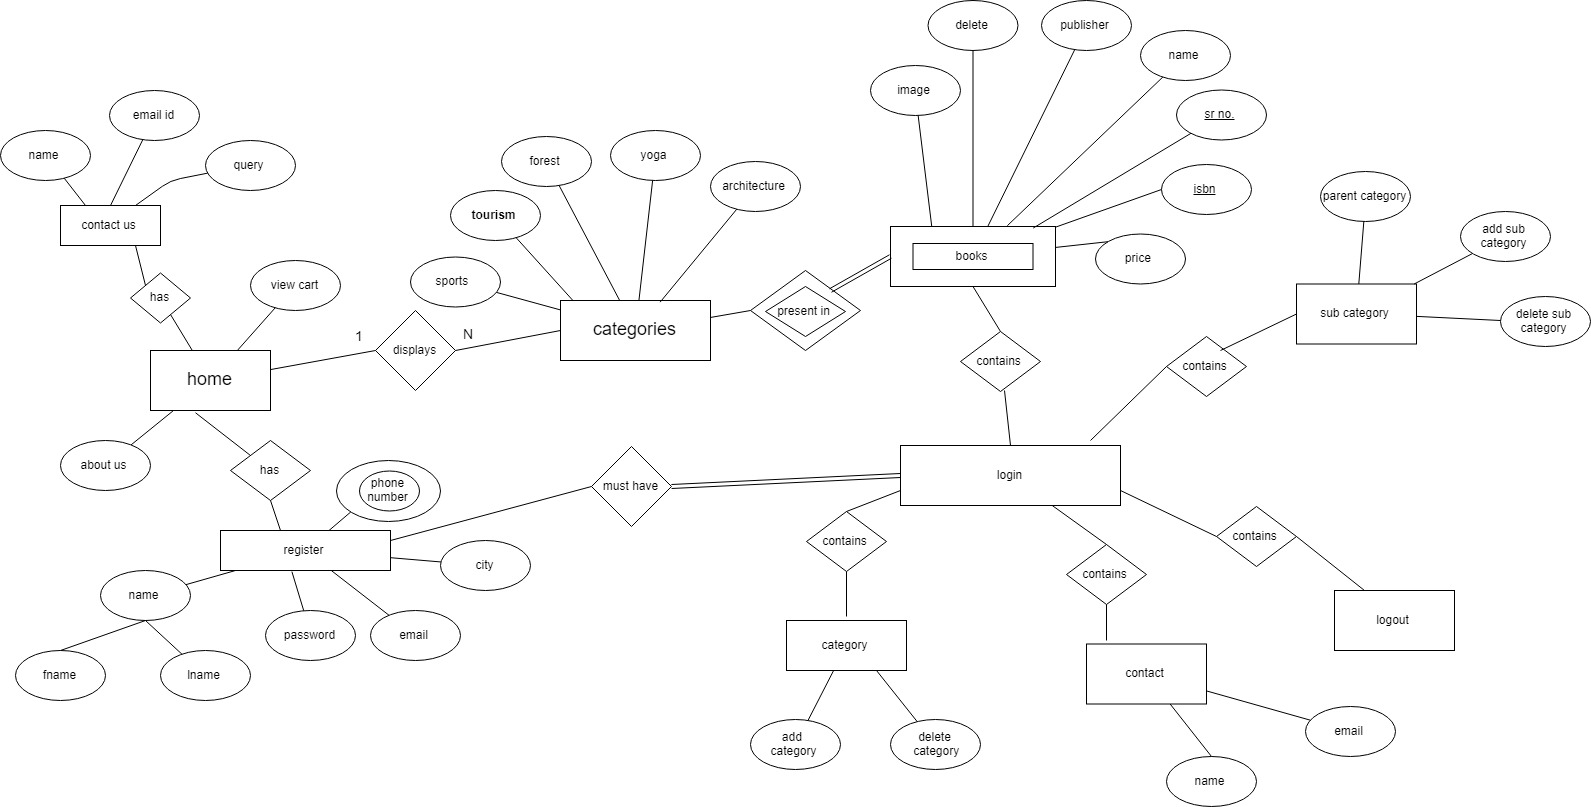 delete
publisher
name
image
sr no.
email id
name
query
forest
yoga
architecture
isbn
parent category
tourism
add sub
category
contact us
books
price
sports
view cart
has
present in
sub category
delete sub
category
1
N
categories
displays
contains
contains
home
about us
has
phone
number
must have
login
register
contains
contains
contains
city
name
password
email
category
logout
fname
lname
contact
add
category
delete
category
email
name